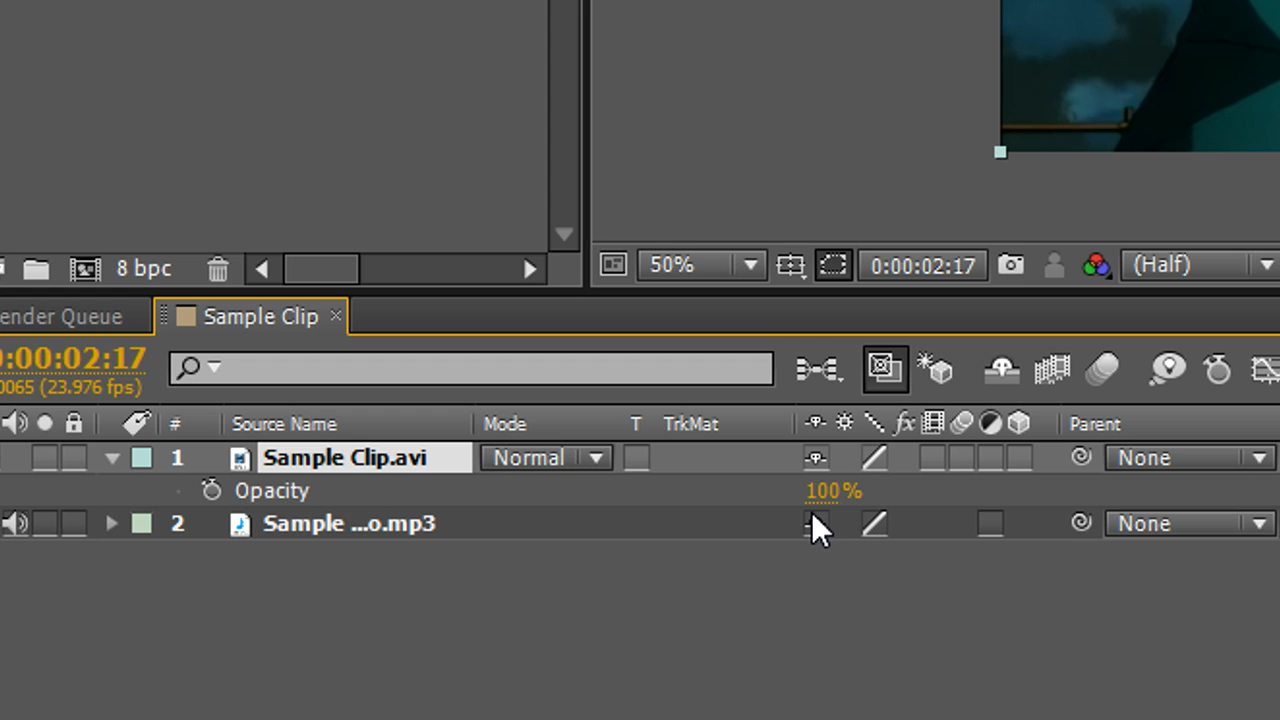 8 bpc
50%
0:00:02:17
(Half)
ender Queue
Sample Clip
:00:02:17
0065 (23.976 fps)
# Source Name Mode T TrkMat fx Parent
1 Sample Clip.avi Normal None
Opacity 100%
2 Sample ...o.mp3 None